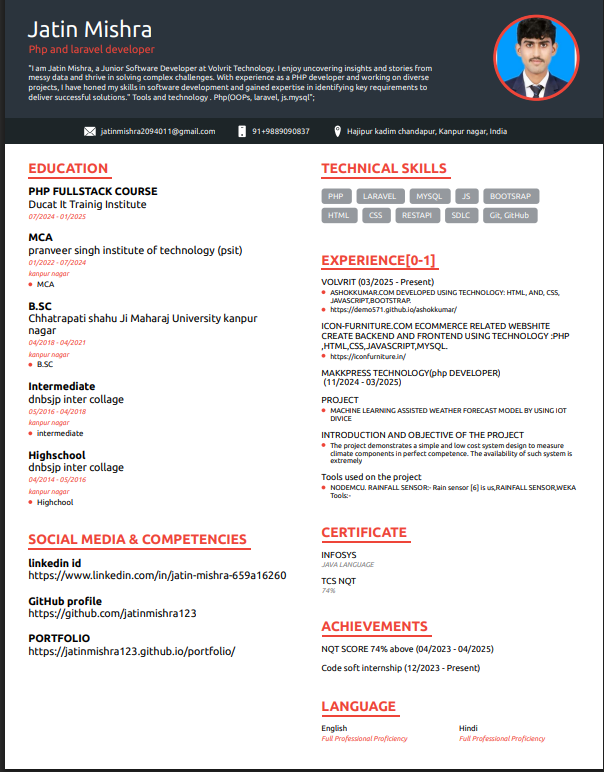 Jatin Mishra
Php and laravel developer
"I am Jatin Mishra, a Junior Software Developer at Volvrit Technology. I enjoy uncovering insights and stories from
messy data and thrive in solving complex challenges. With experience as a PHP developer and working on diverse
projects, I have honed my skills in software development and gained expertise in identifying key requirements to
deliver successful solutions." Tools and technology . Php(OOPs, laravel, js.mysql";
jatinmishra2094011@gmail.com
91+9889090837
Hajipur kadim chandapur, Kanpur nagar, India
EDUCATION
PHP FULLSTACK COURSE
Ducat It Trainig Institute
07/2024 - 01/2025
MCA
pranveer singh institute of technology (psit)
01/2022 - 07/2024
kanpur nagar
MCA
B.SC
Chhatrapati shahu Ji Maharaj University kanpur
nagar
04/2018 - 04/2021
kanpur nagar
B.SC
Intermediate
dnbsjp inter collage
05/2016 - 04/2018
kanpur nagar
intermediate
Highschool
dnbsjp inter collage
04/2014 - 05/2016
kanpur nagar
Highchool
SOCIAL MEDIA & COMPETENCIES
linkedin id
https://www.linkedin.com/in/jatin-mishra-659a16260
GitHub profile
https://github.com/jatinmishra123
PORTFOLIO
https://jatinmishra123.github.io/portfolio/
TECHNICAL SKILLS
PHP LARAVEL MYSQL JS BOOTSRAP
HTML CSS RESTAPI SDLC Git, GitHub
EXPERIENCE[0-1]
VOLVRIT (03/2025 - Present)
ASHOKKUMAR.COM DEVELOPED USING TECHNOLOGY: HTML, AND, CSS,
JAVASCRIPT,BOOTSTRAP.
https://demo571.github.io/ashokkumar/
ICON-FURNITURE.COM ECOMMERCE RELATED WEBSHITE
CREATE BACKEND AND FRONTEND USING TECHNOLOGY :PHP
,HTML,CSS,JAVASCRIPT,MYSQL.
https://iconfurniture.in/
MAKKPRESS TECHNOLOGY(php DEVELOPER)
(11/2024 - 03/2025)
PROJECT
MACHINE LEARNING ASSISTED WEATHER FORECAST MODEL BY USING IOT
DIVICE
INTRODUCTION AND OBJECTIVE OF THE PROJECT
The project demonstrates a simple and low cost system design to measure
climate components in perfect competence. The availability of such system is
extremely
Tools used on the project
NODEMCU. RAINFALL SENSOR:- Rain sensor [6] is us,RAINFALL SENSOR,WEKA
Tools:-
CERTIFICATE
INFOSYS
JAVA LANGUAGE
TCS NQT
74%
ACHIEVEMENTS
NQT SCORE 74% above (04/2023 - 04/2025)
Code soft internship (12/2023 - Present)
LANGUAGE
English
Full Professional Proficiency
Hindi
Full Professional Proficiency